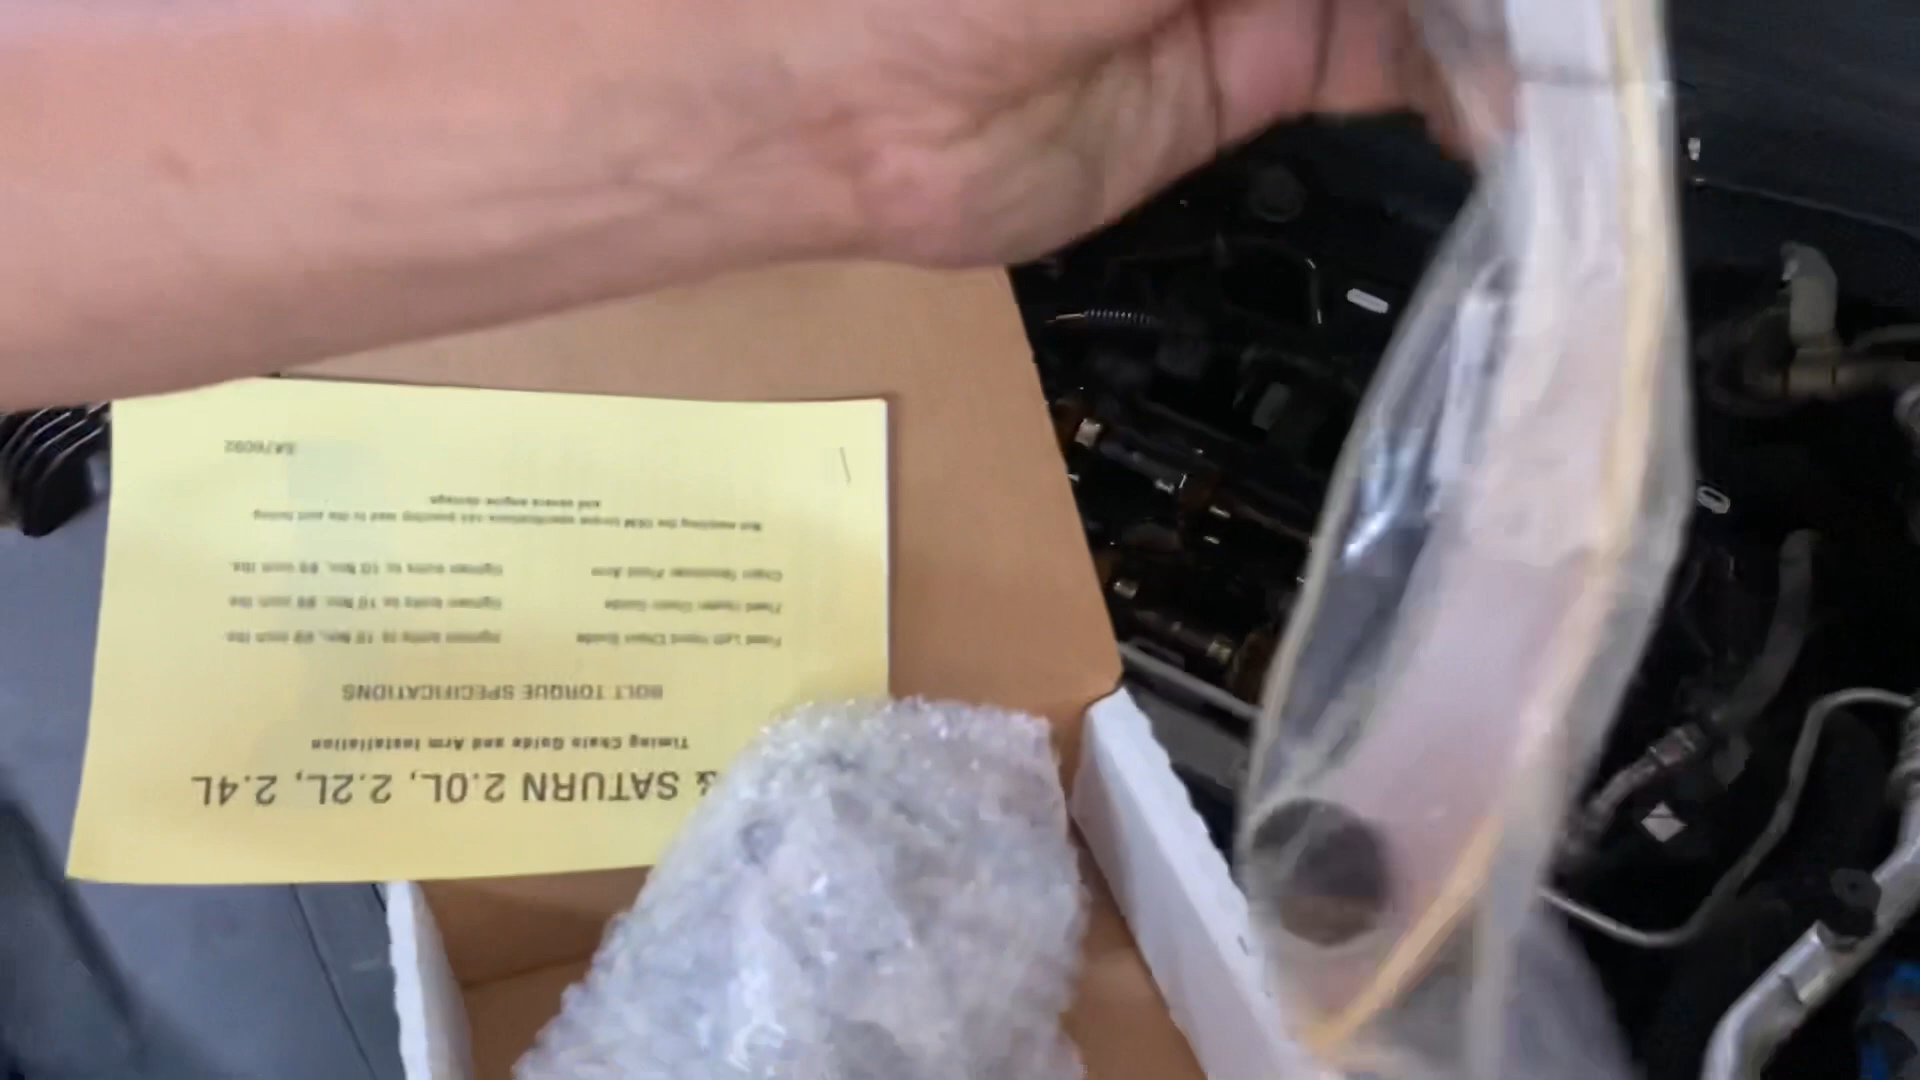 & SATURN 2.0L, 2.2L, 2.4L
Timing Chain Guide and Arm Installation
BOLT TORQUE SPECIFICATIONS
Fixed Left Hand Chain Guide tighten bolts to 10 Nm, 89 inch lbs.
Fixed Upper Chain Guide tighten bolts to 10 Nm, 89 inch lbs.
Chain Tensioner Pivot Arm tighten bolts to 10 Nm, 89 inch lbs.
Not meeting the OEM torque specifications can possibly lead to the part failing
and severe engine damage